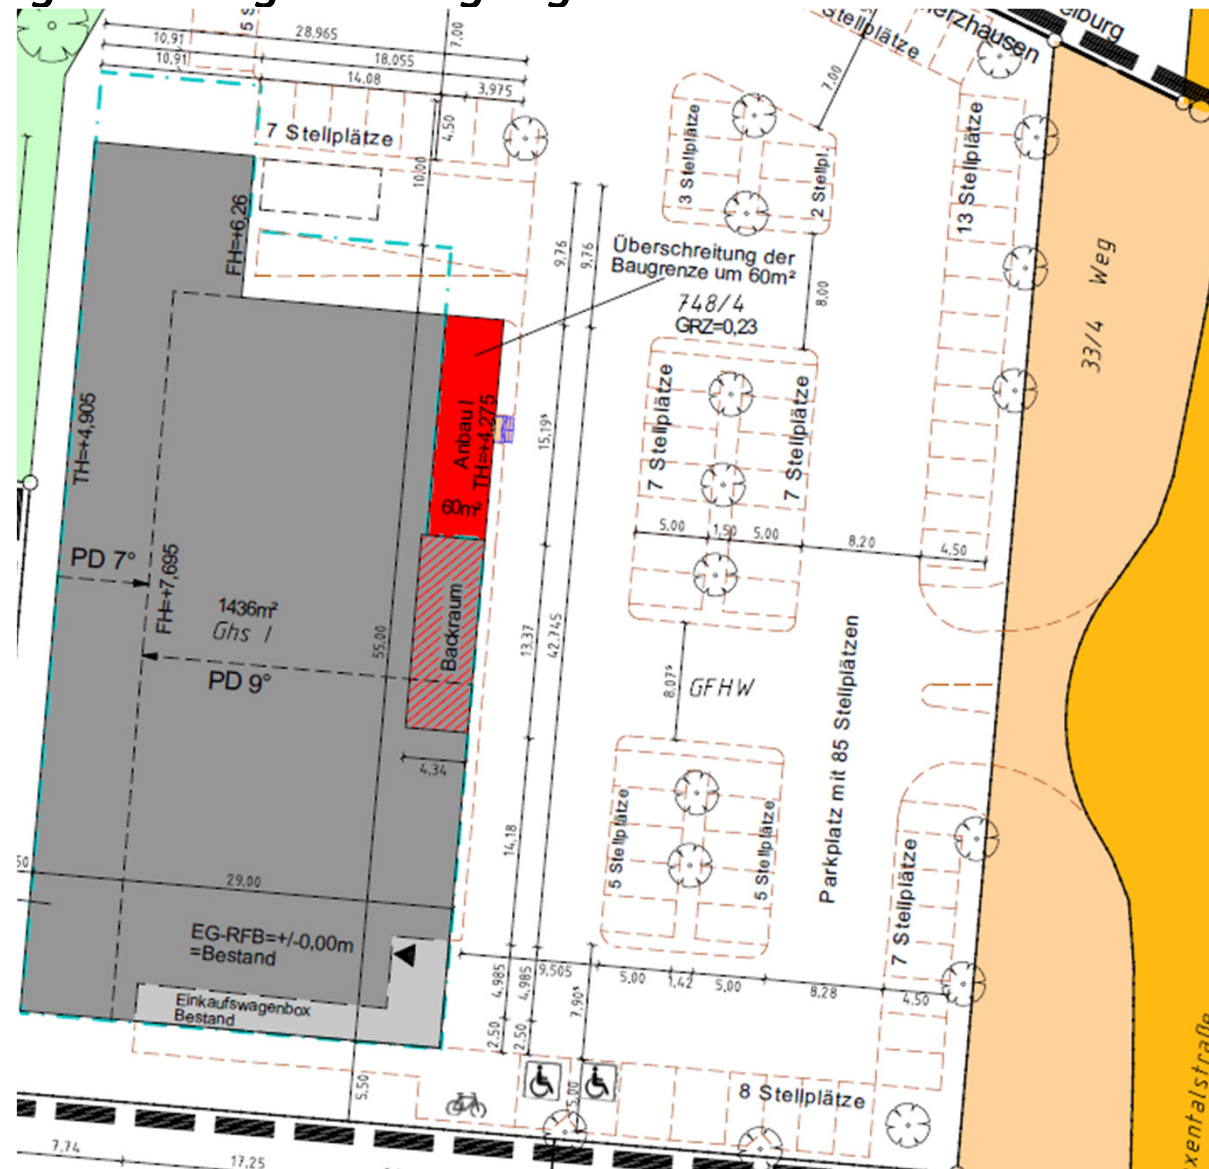 Stellplätze
10,91
28,965
7,00
18,055
10,91
14,08
3,975
7,00
7 Stellplätze
4,50
10,00
3 Stellplätze
2 Stellpl.
13 Stellplätze
FH=+6,26
9,76
9,76
Überschreitung der
Baugrenze um 60m²
748/4
GRZ=0,23
8,00
33/4 Weg
TH=+4,905
Anbau I
TH=+4,275
60m²
15,19⁵
7 Stellplätze
7 Stellplätze
5,00
1,50
5,00
8,20
4,50
PD 7°
FH=+7,695
1436m²
Ghs I
55,00
Backraum
13,37
42,745
PD 9°
8,07⁵
GFHW
Parkplatz mit 85 Stellplätzen
4,34
14,18
5 Stellplätze
5 Stellplätze
7 Stellplätze
29,00
EG-RFB=+/-0,00m
=Bestand
Einkaufswagenbox
Bestand
4,985
4,985
9,505
7,90⁵
5,00
1,42
5,00
8,28
4,50
2,50
2,50
5,50
5,00
8 Stellplätze
7,74
17,25